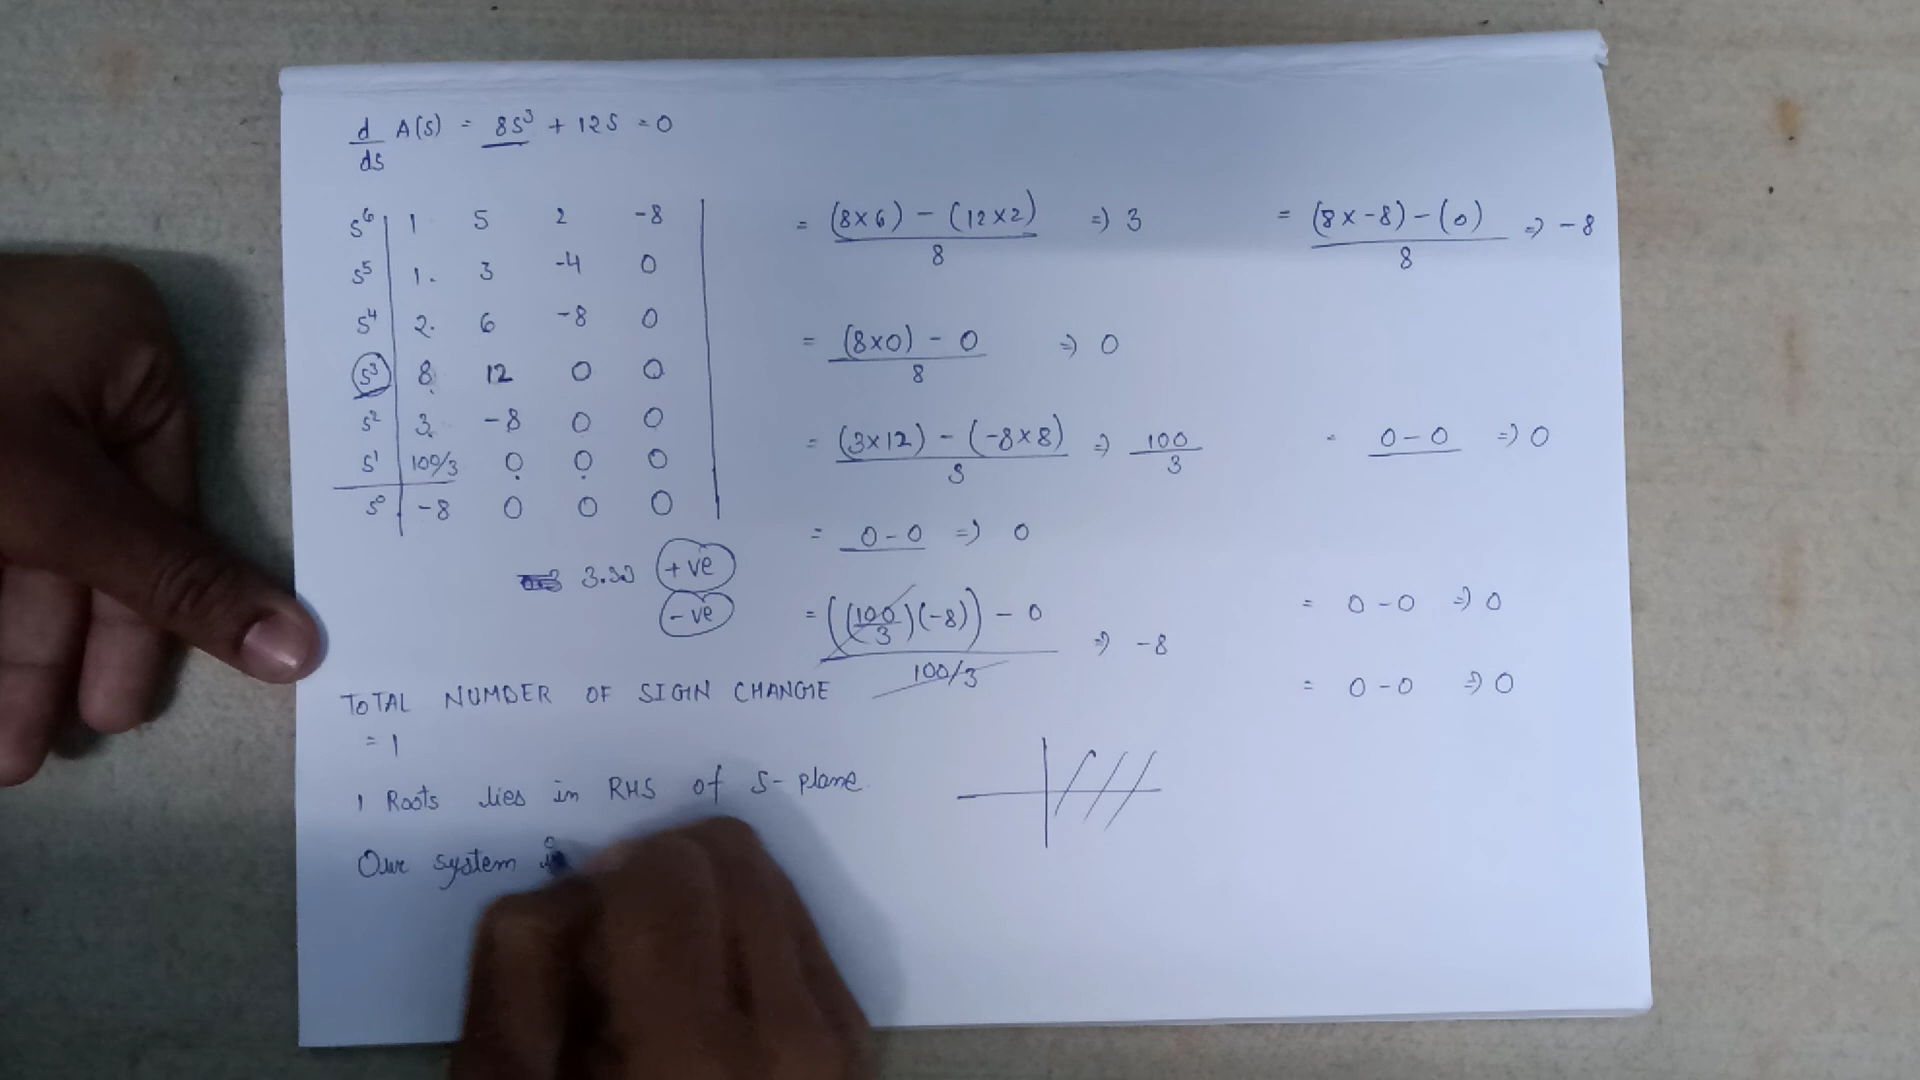 d/ds A(s) = 8s³ + 12s = 0
s⁶ 1 5 2 -8
s⁵ 1. 3 -4 0
s⁴ 2. 6 -8 0
s³ 8 12 0 0
s² 3. -8 0 0
s¹ 100/3 0 0 0
s⁰ -8 0 0 0
+ve
-ve
TOTAL NUMBER OF SIGN CHANGE
= 1
1 Roots lies in RHS of s-plane.
Our system
= (8×6) - (12×2) / 8 => 3
= (8×0) - 0 / 8 => 0
= (3×12) - (-8×8) / 3 => 100/3
= 0-0 => 0
= ((100/3)(-8)) - 0 / 100/3 => -8
= (8×-8) - (0) / 8 => -8
= 0-0 => 0
= 0-0 => 0
= 0-0 => 0